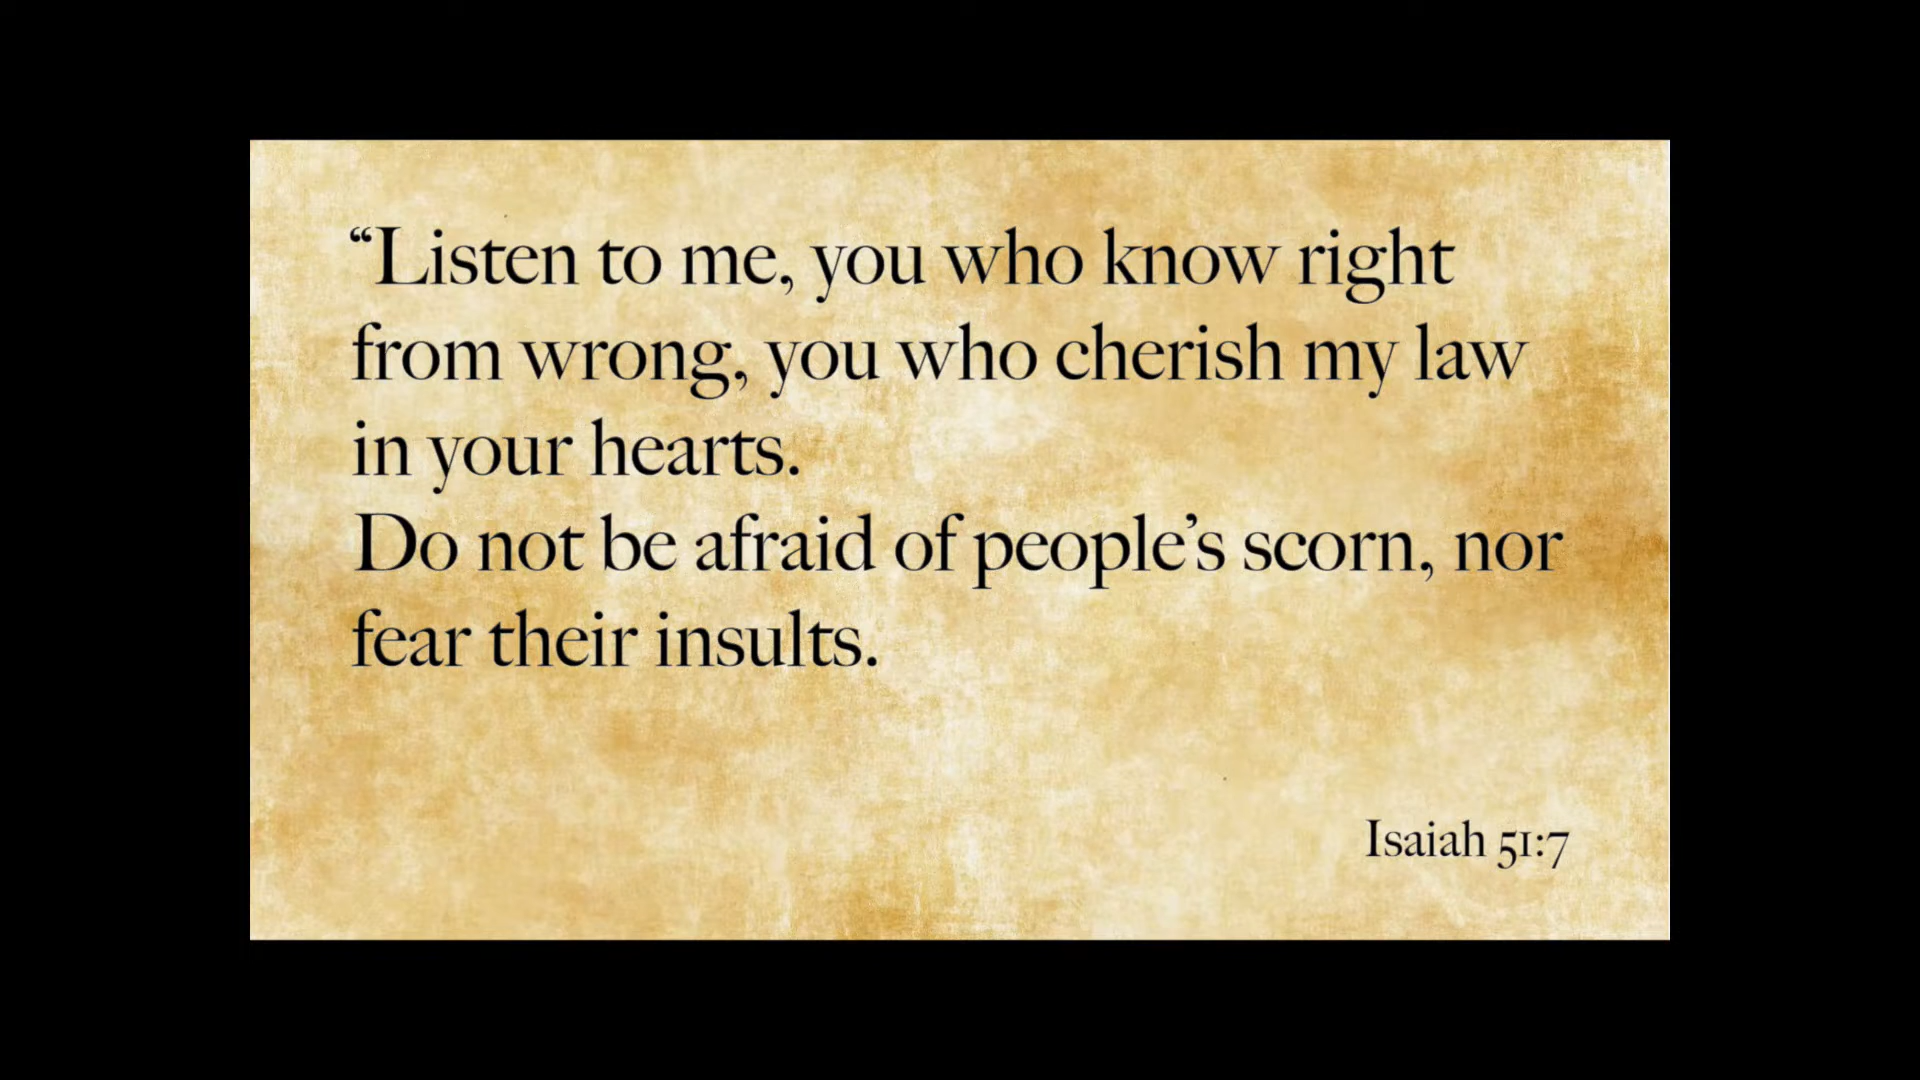 “Listen to me, you who know right
from wrong, you who cherish my law
in your hearts.
Do not be afraid of people’s scorn, nor
fear their insults.
Isaiah 51:7